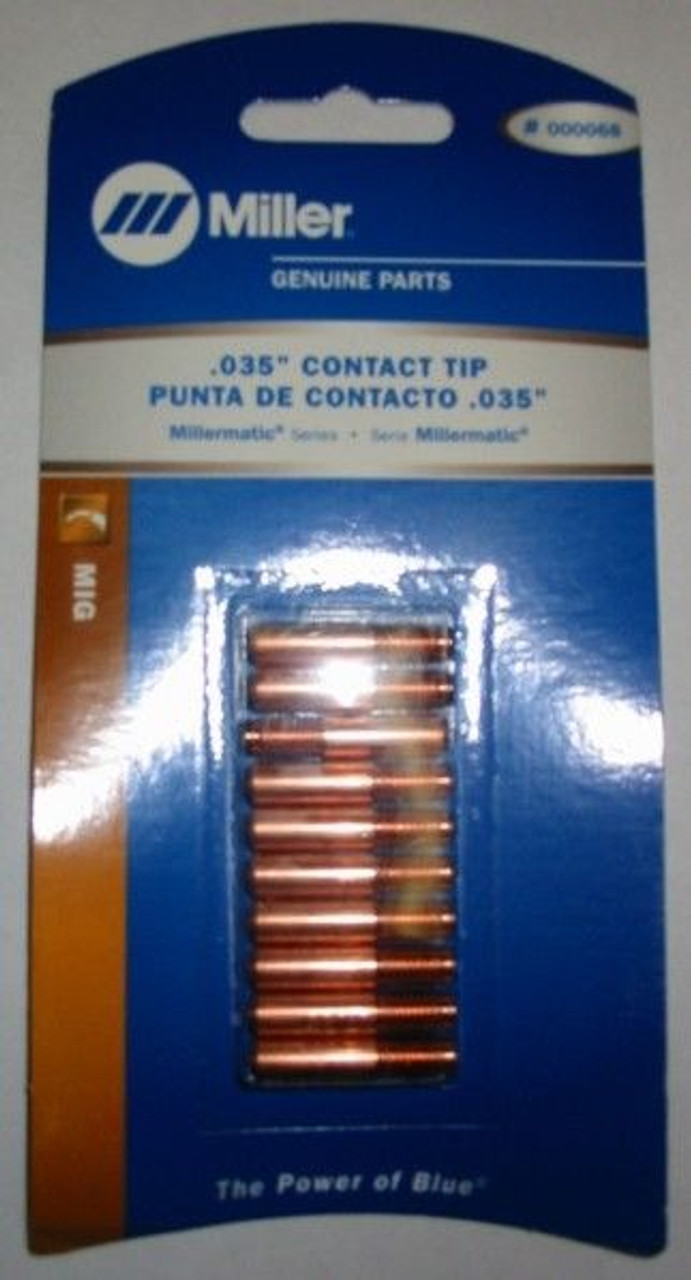 # 000068
Miller
GENUINE PARTS
.035" CONTACT TIP
PUNTA DE CONTACTO .035"
Millermatic® Series • Serie Millermatic®
MIG
The Power of Blue®